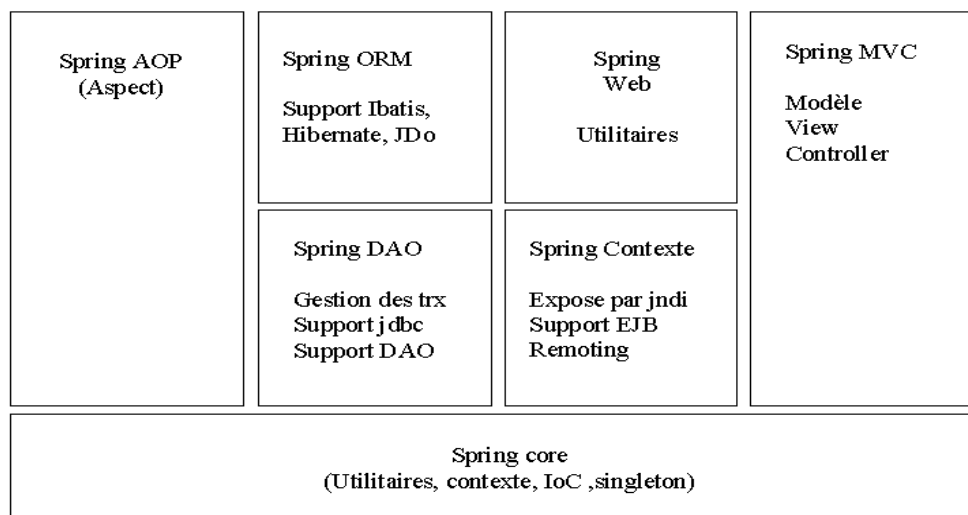 Spring AOP
(Aspect)
Spring ORM
Support Ibatis,
Hibernate, JDo
Spring
Web
Utilitaires
Spring MVC
Modèle
View
Controller
Spring DAO
Gestion des trx
Support jdbc
Support DAO
Spring Contexte
Expose par jndi
Support EJB
Remoting
Spring core
(Utilitaires, contexte, IoC ,singleton)